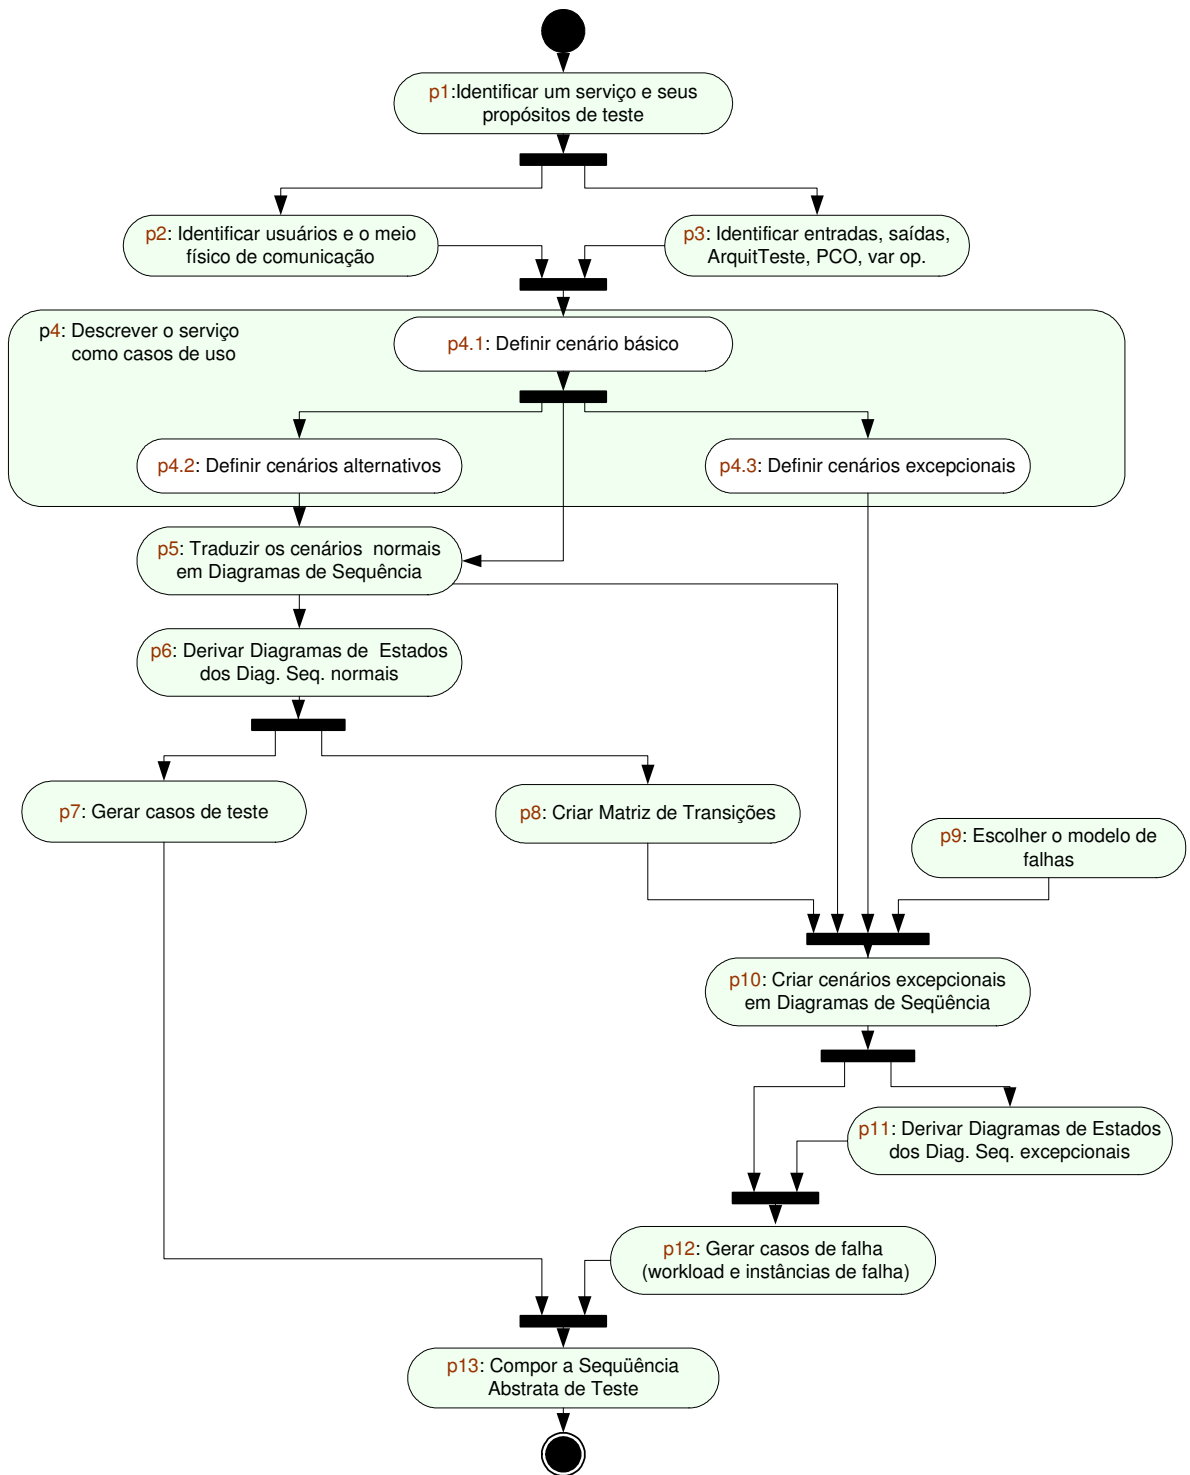 p1:Identificar um serviço e seus
propósitos de teste
p2: Identificar usuários e o meio
físico de comunicação
p3: Identificar entradas, saídas,
ArquitTeste, PCO, var op.
p4: Descrever o serviço
como casos de uso
p4.1: Definir cenário básico
p4.2: Definir cenários alternativos
p4.3: Definir cenários excepcionais
p5: Traduzir os cenários  normais
em Diagramas de Sequência
p6: Derivar Diagramas de  Estados
dos Diag. Seq. normais
p7: Gerar casos de teste
p8: Criar Matriz de Transições
p9: Escolher o modelo de
falhas
p10: Criar cenários excepcionais
em Diagramas de Seqüência
p11: Derivar Diagramas de Estados
dos Diag. Seq. excepcionais
p12: Gerar casos de falha
(workload e instâncias de falha)
p13: Compor a Sequüência
Abstrata de Teste